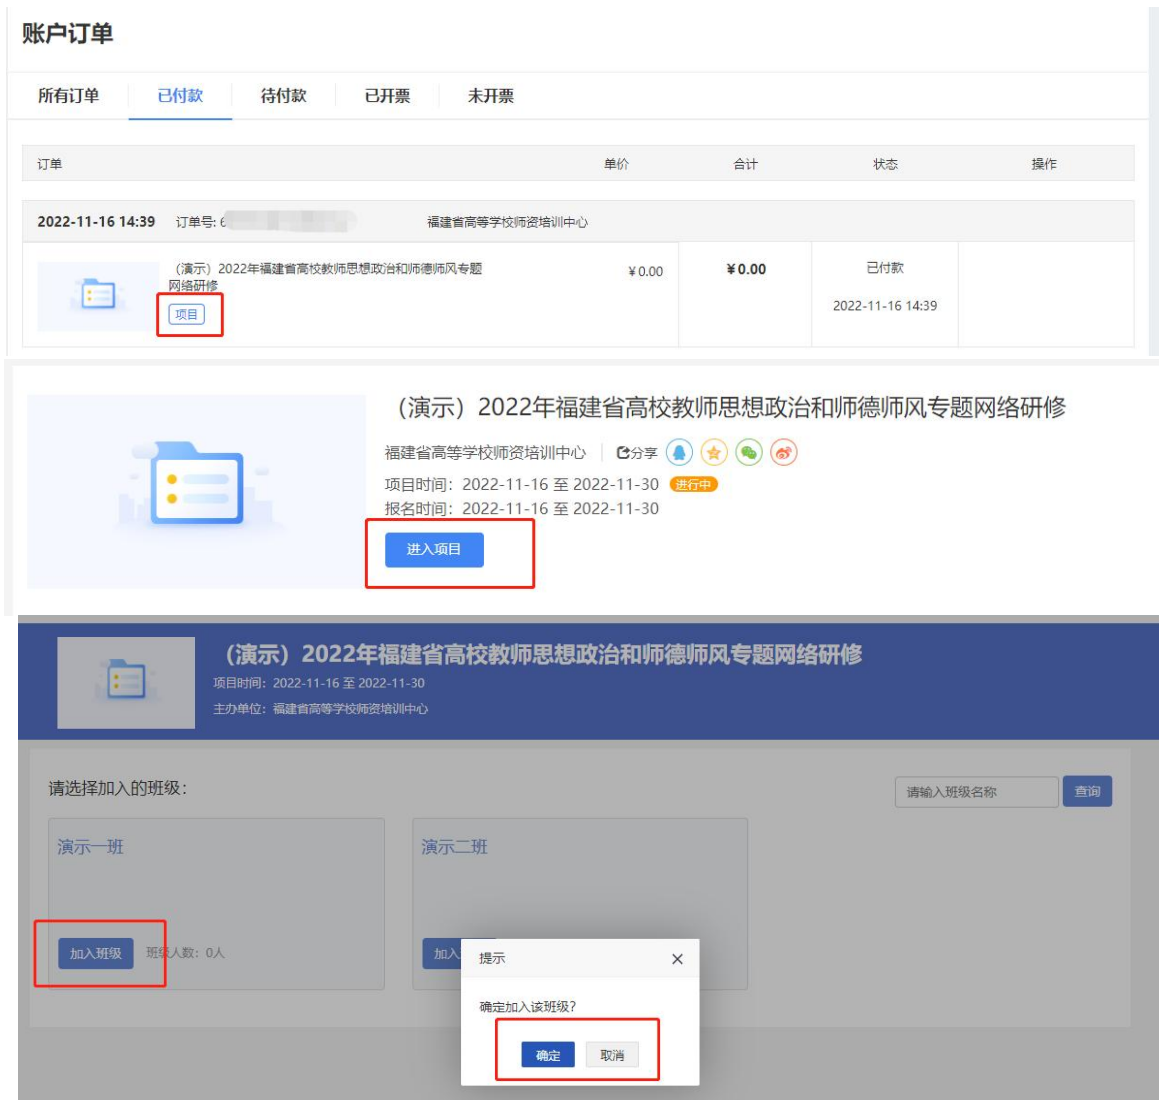 账户订单
所有订单 已付款 待付款 已开票 未开票
订单 单价 合计 状态 操作
2022-11-16 14:39 订单号: 福建省高等学校师资培训中心
（演示）2022年福建省高校教师思想政治和师德师风专题 ¥0.00 ¥0.00 已付款
网络研修
项目 2022-11-16 14:39
（演示）2022年福建省高校教师思想政治和师德师风专题网络研修
福建省高等学校师资培训中心 分享
项目时间：2022-11-16 至 2022-11-30 进行中
报名时间：2022-11-16 至 2022-11-30
进入项目
（演示）2022年福建省高校教师思想政治和师德师风专题网络研修
项目时间：2022-11-16 至 2022-11-30
主办单位：福建省高等学校师资培训中心
请选择加入的班级： 请输入班级名称 查询
演示一班 演示二班
加入班级 班级人数：0人 加入
提示
确定加入该班级?
确定 取消